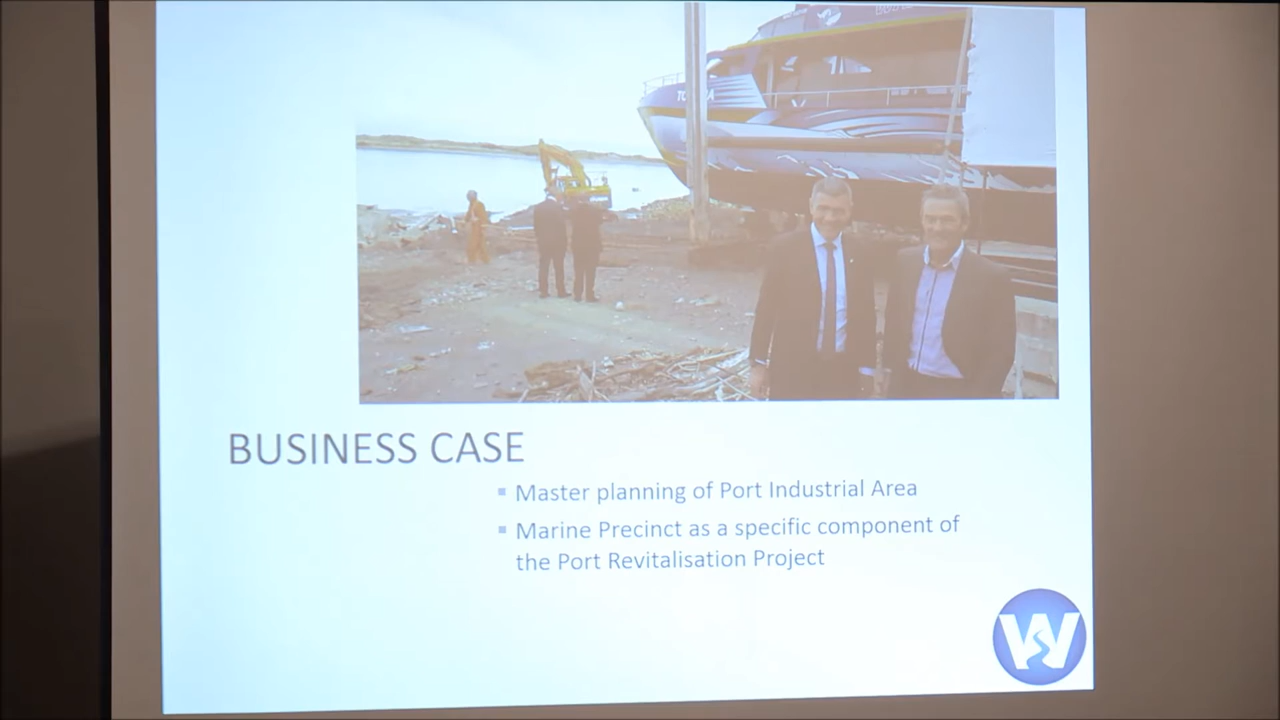 BUSINESS CASE
▪ Master planning of Port Industrial Area
▪ Marine Precinct as a specific component of
the Port Revitalisation Project
W